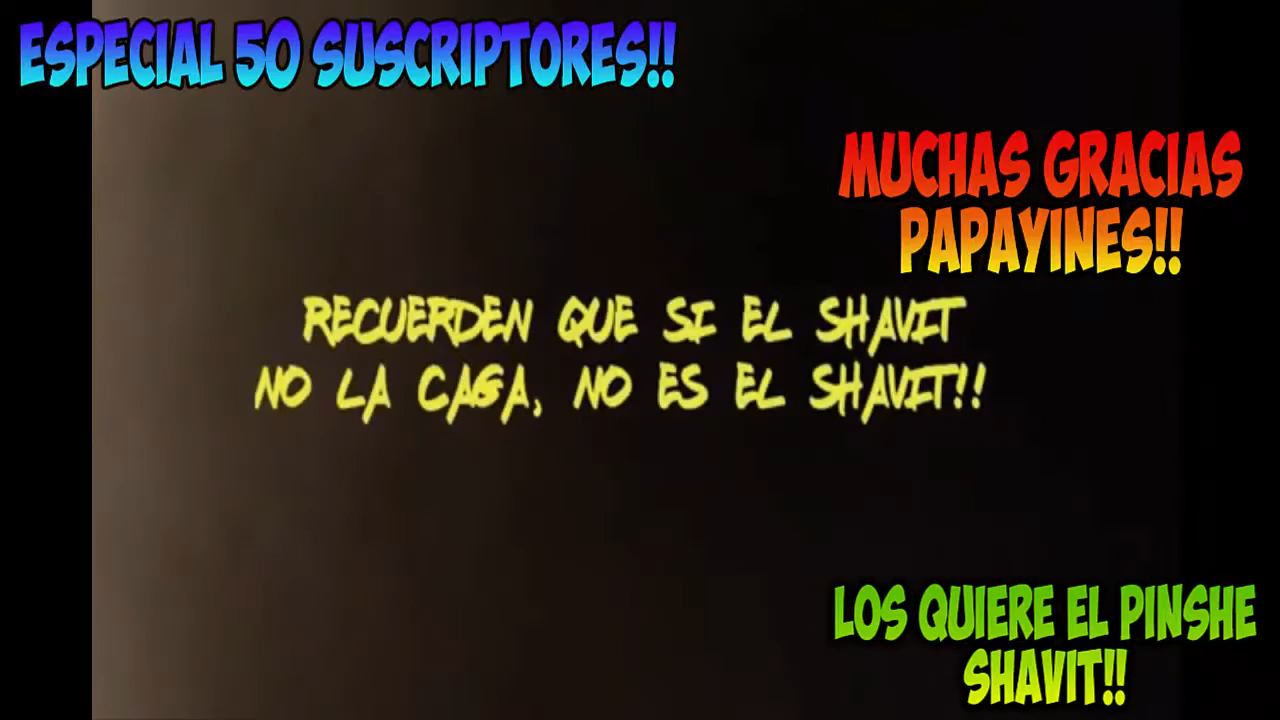 ESPECIAL 50 SUSCRIPTORES!!
MUCHAS GRACIAS
PAPAYINES!!
RECUERDEN QUE SI EL SHAVIT
NO LA CAGA, NO ES EL SHAVIT!!
LOS QUIERE EL PINSHE
SHAVIT!!